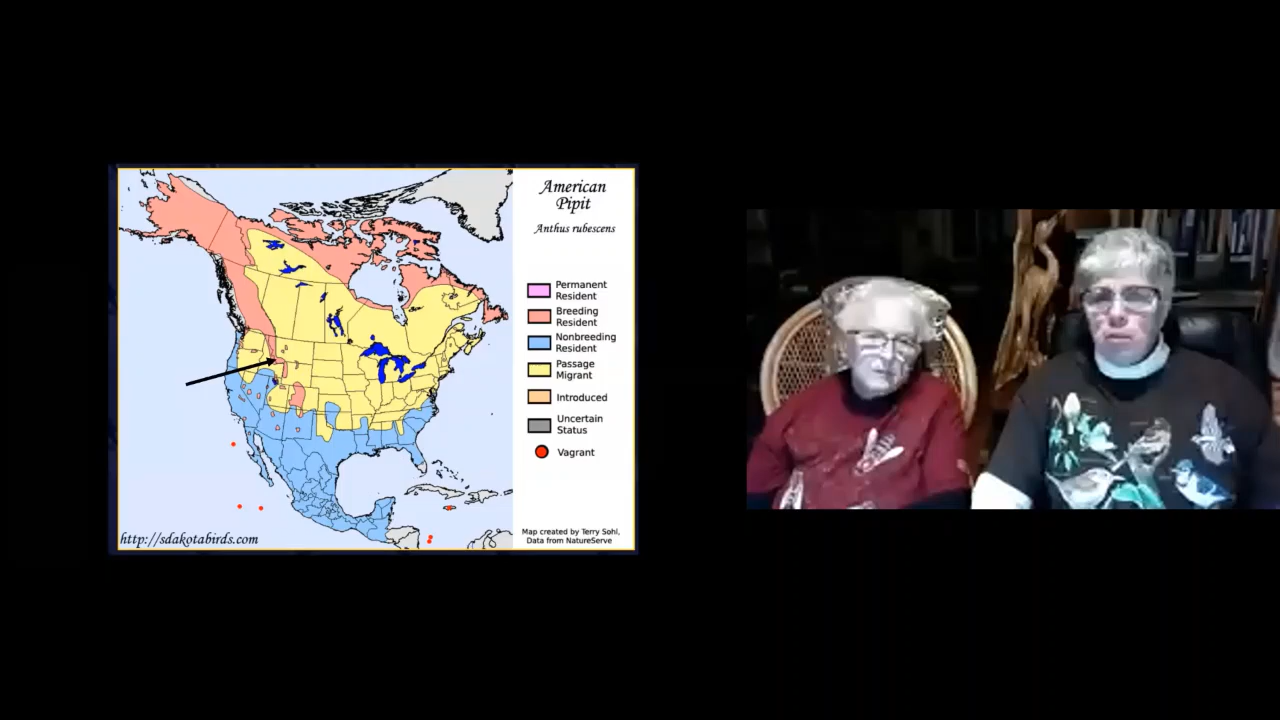 American
Pipit
Anthus rubescens
Permanent
Resident
Breeding
Resident
Nonbreeding
Resident
Passage
Migrant
Introduced
Uncertain
Status
Vagrant
Map created by Terry Sohl,
Data from NatureServe
http://sdakotabirds.com